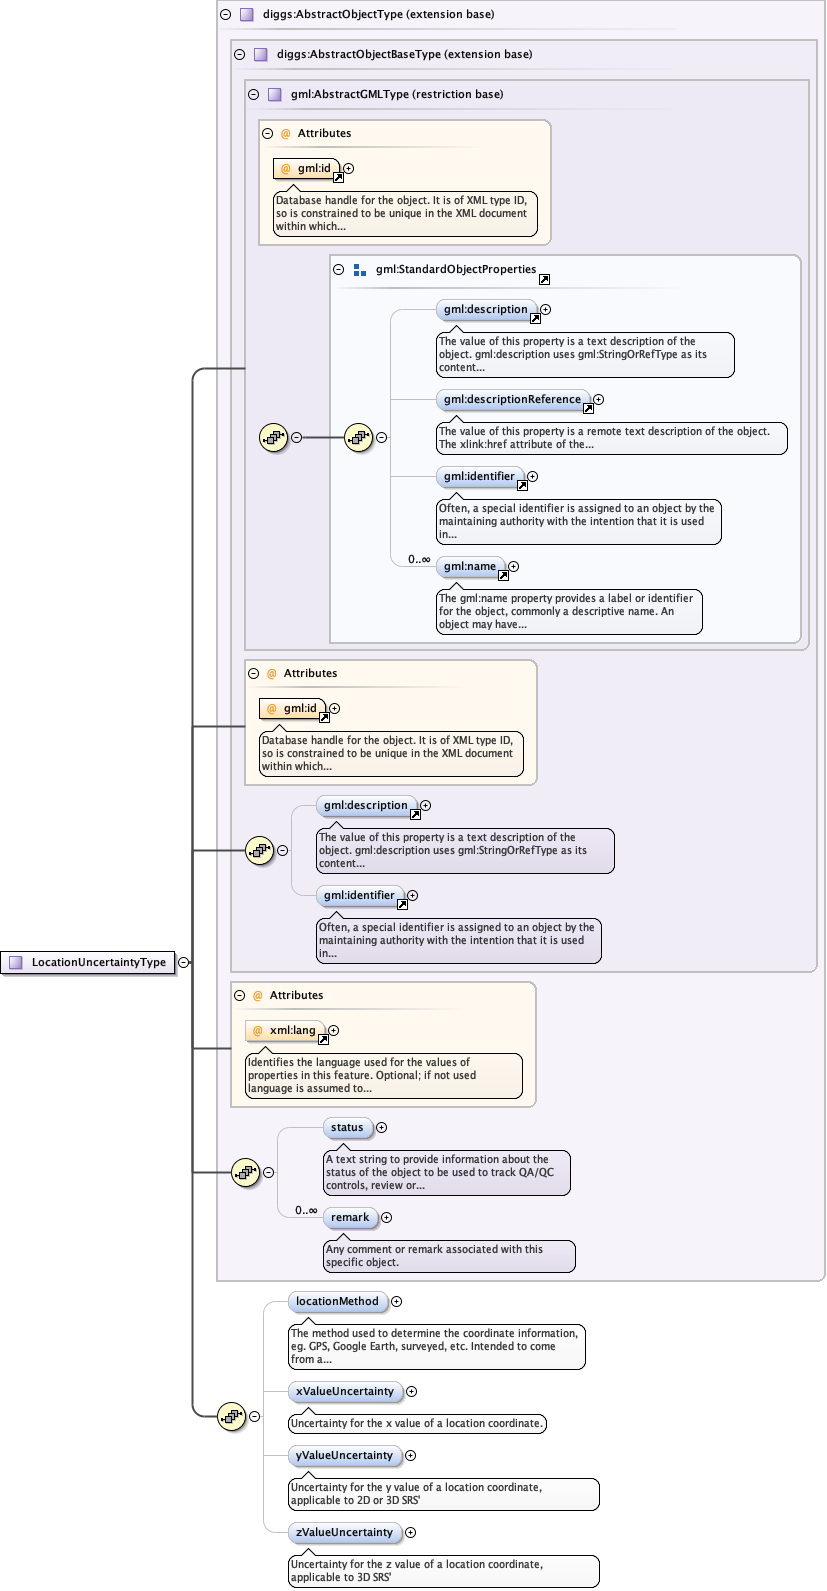 diggs:AbstractObjectType (extension base)
diggs:AbstractObjectBaseType (extension base)
gml:AbstractGMLType (restriction base)
@ Attributes
@ gml:id
Database handle for the object. It is of XML type ID,
so is constrained to be unique in the XML document
within which...
gml:StandardObjectProperties
gml:description
The value of this property is a text description of the
object. gml:description uses gml:StringOrRefType as its
content...
gml:descriptionReference
The value of this property is a remote text description of the object.
The xlink:href attribute of the...
gml:identifier
Often, a special identifier is assigned to an object by the
maintaining authority with the intention that it is used
in...
0..∞
gml:name
The gml:name property provides a label or identifier
for the object, commonly a descriptive name. An
object may have...
@ Attributes
@ gml:id
Database handle for the object. It is of XML type ID,
so is constrained to be unique in the XML document
within which...
gml:description
The value of this property is a text description of the
object. gml:description uses gml:StringOrRefType as its
content...
gml:identifier
Often, a special identifier is assigned to an object by the
maintaining authority with the intention that it is used
in...
LocationUncertaintyType
@ Attributes
@ xml:lang
Identifies the language used for the values of
properties in this feature. Optional; if not used
language is assumed to...
status
A text string to provide information about the
status of the object to be used to track QA/QC
controls, review or...
0..∞
remark
Any comment or remark associated with this
specific object.
locationMethod
The method used to determine the coordinate information,
eg. GPS, Google Earth, surveyed, etc. Intended to come
from a...
xValueUncertainty
Uncertainty for the x value of a location coordinate.
yValueUncertainty
Uncertainty for the y value of a location coordinate,
applicable to 2D or 3D SRS'
zValueUncertainty
Uncertainty for the z value of a location coordinate,
applicable to 3D SRS'